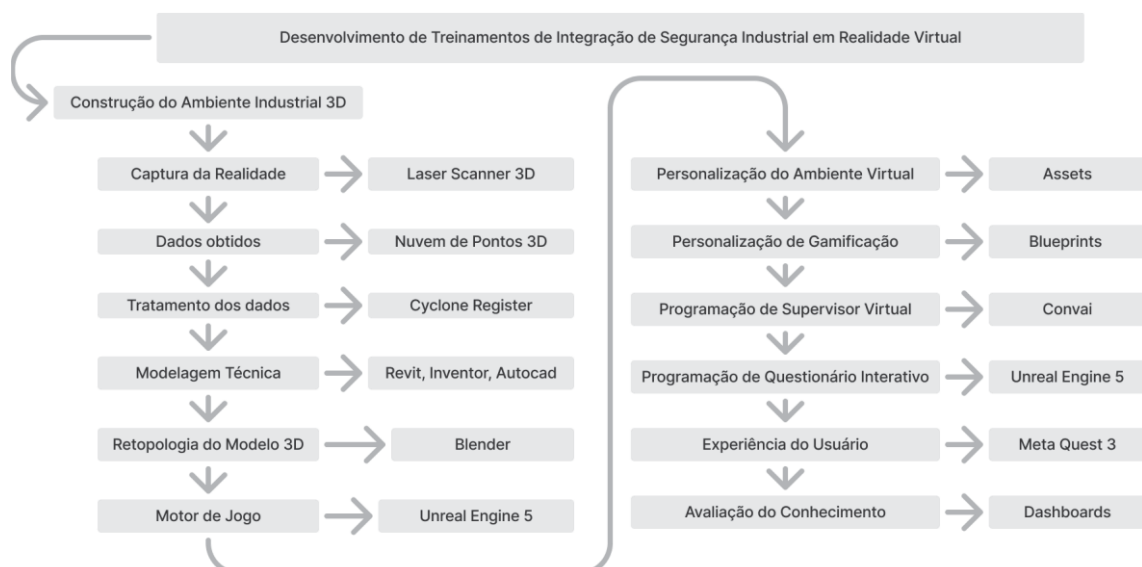 Desenvolvimento de Treinamentos de Integração de Segurança Industrial em Realidade Virtual
Construção do Ambiente Industrial 3D
Captura da Realidade
Laser Scanner 3D
Dados obtidos
Nuvem de Pontos 3D
Tratamento dos dados
Cyclone Register
Modelagem Técnica
Revit, Inventor, Autocad
Retopologia do Modelo 3D
Blender
Motor de Jogo
Unreal Engine 5
Personalização do Ambiente Virtual
Assets
Personalização de Gamificação
Blueprints
Programação de Supervisor Virtual
Convai
Programação de Questionário Interativo
Unreal Engine 5
Experiência do Usuário
Meta Quest 3
Avaliação do Conhecimento
Dashboards